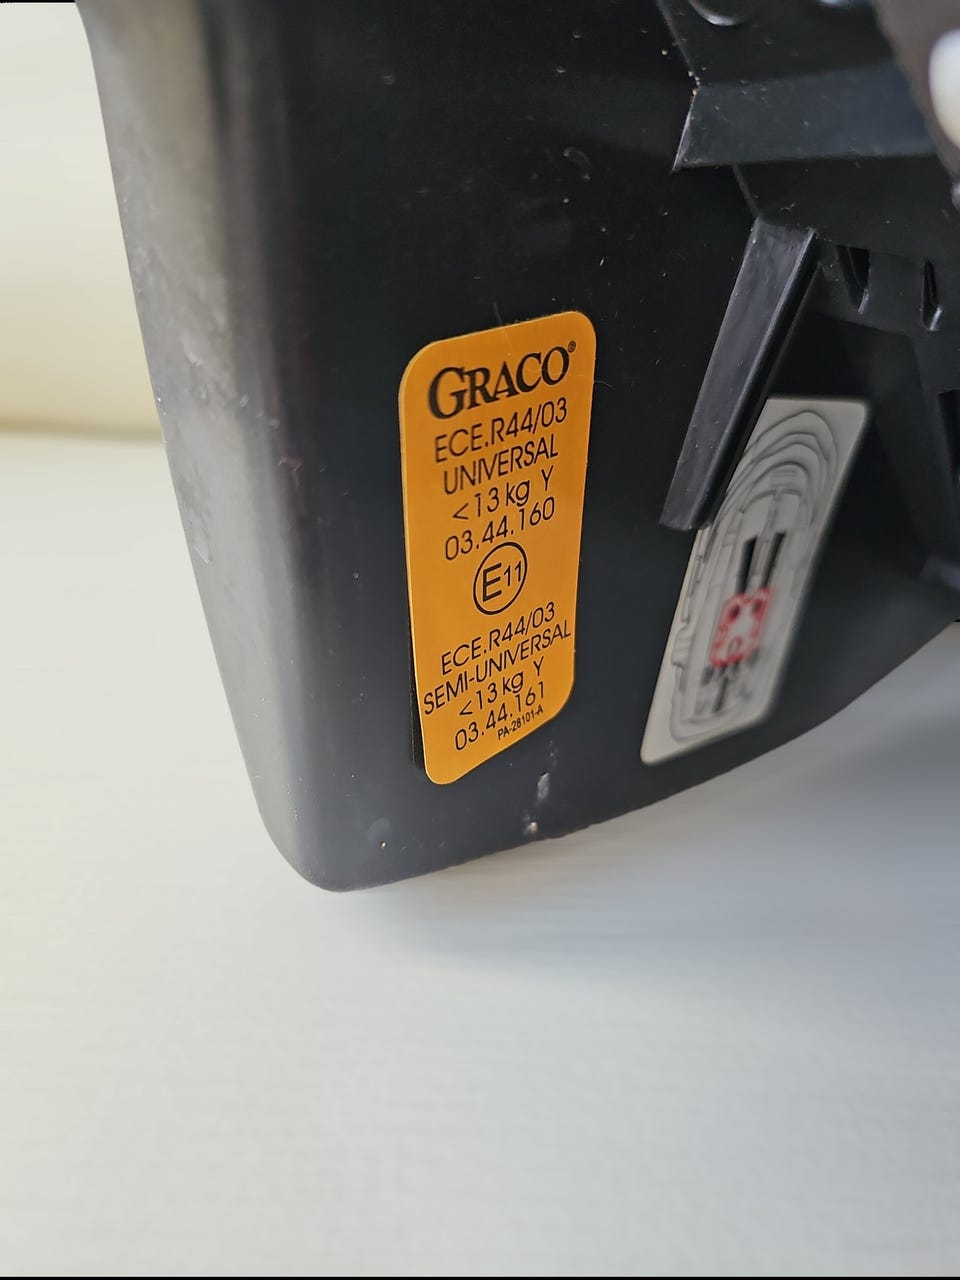 GRACO®
ECE.R44/03
UNIVERSAL
<13 kg Y
03.44.160
E11
ECE.R44/03
SEMI-UNIVERSAL
<13 kg Y
03.44.161
PA-28101-A